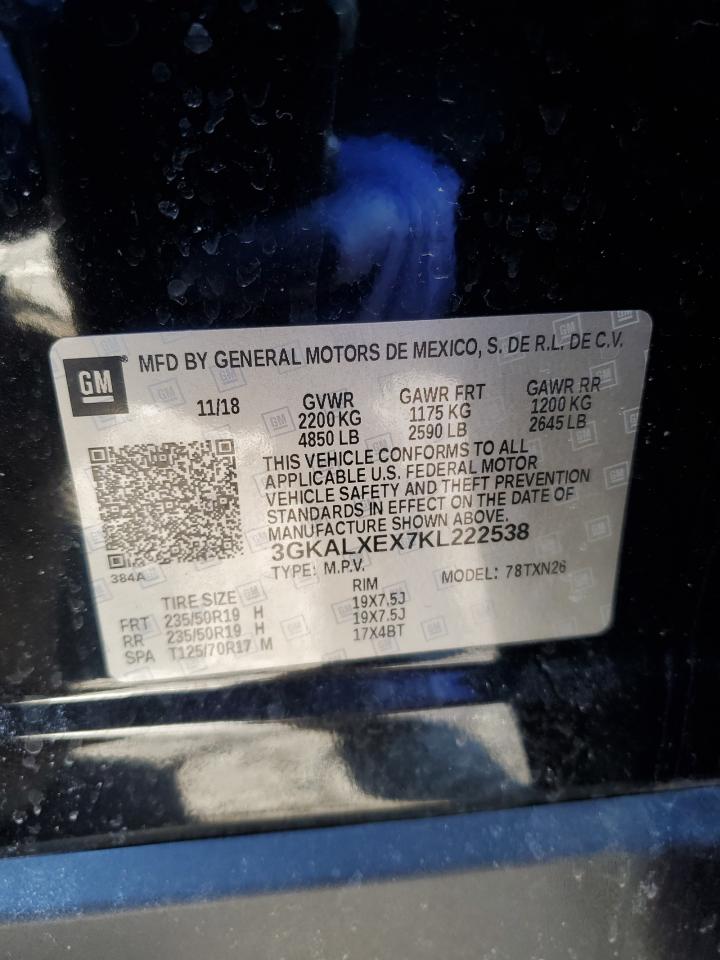 GM
MFD BY GENERAL MOTORS DE MEXICO, S. DE R.L. DE C.V.
11/18 GVWR GAWR FRT GAWR RR
2200 KG 1175 KG 1200 KG
4850 LB 2590 LB 2645 LB
THIS VEHICLE CONFORMS TO ALL
APPLICABLE U.S. FEDERAL MOTOR
VEHICLE SAFETY AND THEFT PREVENTION
STANDARDS IN EFFECT ON THE DATE OF
MANUFACTURE SHOWN ABOVE.
3GKALXEX7KL222538
384A TYPE: M.P.V. MODEL: 78TXN26
TIRE SIZE RIM
FRT 235/50R19 H 19X7.5J
RR 235/50R19 H 19X7.5J
SPA T125/70R17 M 17X4BT